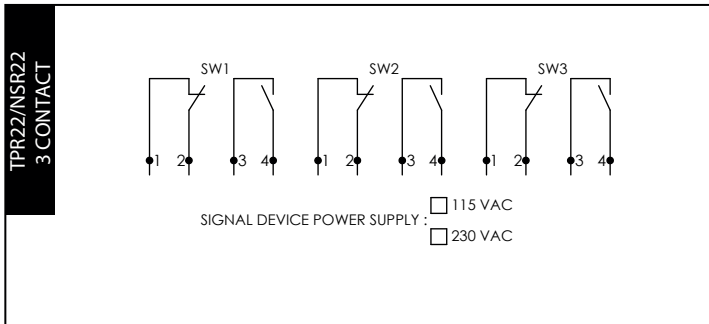 TPR22/NSR22
3 CONTACT
SW1 SW2 SW3
1 2 3 4 1 2 3 4 1 2 3 4
SIGNAL DEVICE POWER SUPPLY :
115 VAC
230 VAC